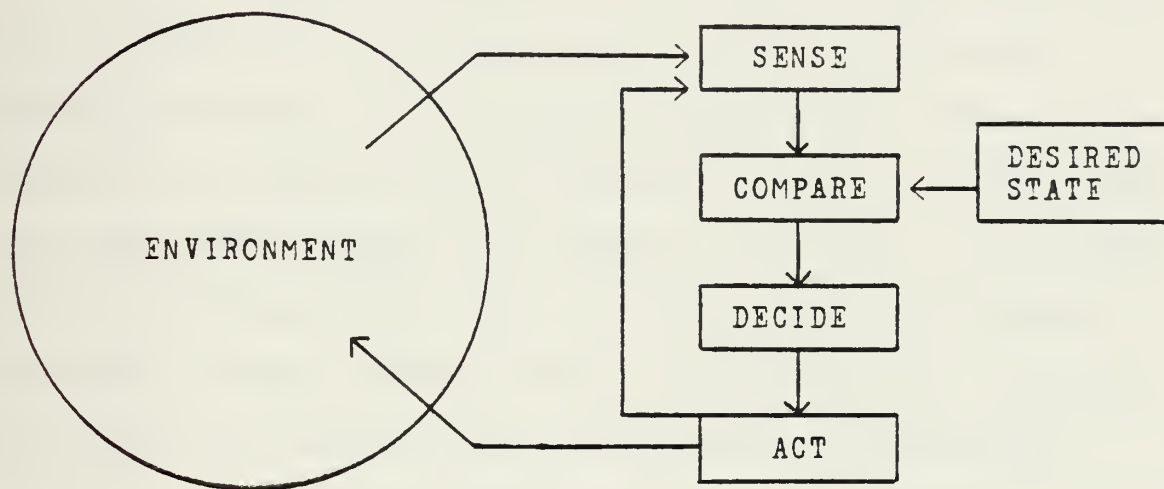 SENSE
DESIRED
STATE
COMPARE
ENVIRONMENT
DECIDE
ACT